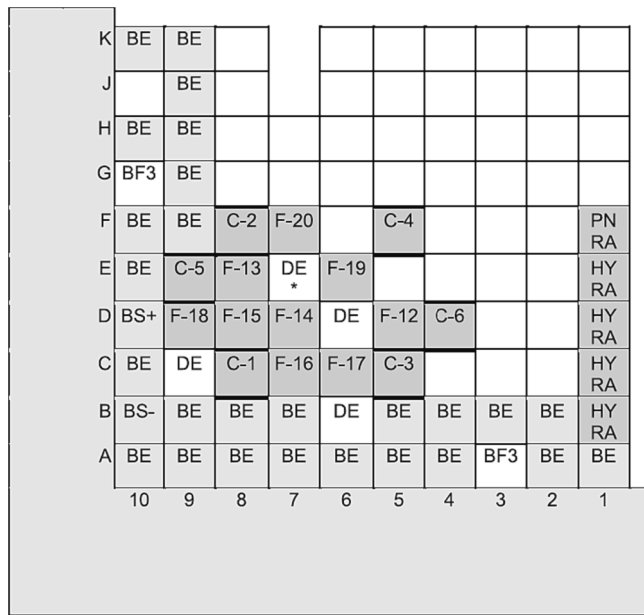 K BE BE
J BE
H BE BE
G BF3 BE
F BE BE C-2 F-20 C-4 PN
RA
E BE C-5 F-13 DE F-19 HY
* RA
D BS+ F-18 F-15 F-14 DE F-12 C-6 HY
RA
C BE DE C-1 F-16 F-17 C-3 HY
RA
B BS- BE BE BE DE BE BE BE BE HY
RA
A BE BE BE BE BE BE BE BF3 BE BE
10 9 8 7 6 5 4 3 2 1